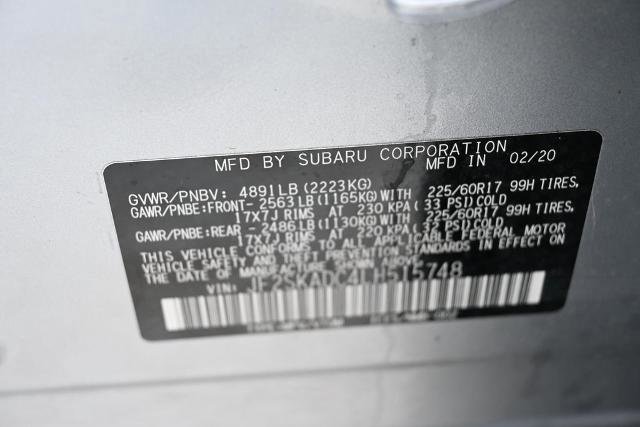 MFD BY SUBARU CORPORATION
MFD IN 02/20
GVWR/PNBV: 4891LB (2223KG)
GAWR/PNBE:FRONT- 2563LB (1165KG)WITH 225/60R17 99H TIRES,
17X7J RIMS AT 230 KPA (33 PSI)COLD
GAWR/PNBE:REAR - 2486LB (1130KG)WITH 225/60R17 99H TIRES,
17X7J RIMS AT 220 KPA (32 PSI)COLD
THIS VEHICLE CONFORMS TO ALL APPLICABLE FEDERAL MOTOR
VEHICLE SAFETY AND THEFT PREVENTION STANDARDS IN EFFECT ON
THE DATE OF MANUFACTURE SHOWN ABOVE.
VIN: JF2SKADC4LH515748